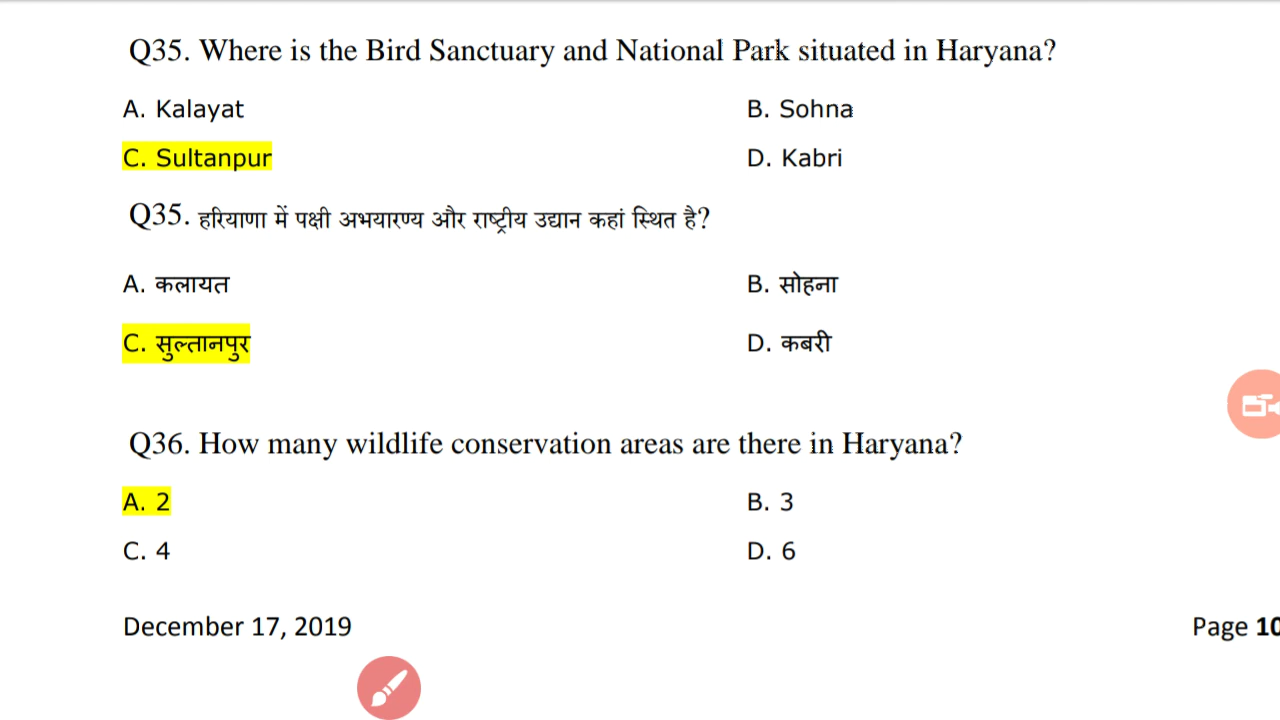 Q35. Where is the Bird Sanctuary and National Park situated in Haryana?
A. Kalayat B. Sohna
C. Sultanpur D. Kabri
Q35. हरियाणा में पक्षी अभयारण्य और राष्ट्रीय उद्यान कहां स्थित है?
A. कलायत B. सोहना
C. सुल्तानपुर D. कबरी
Q36. How many wildlife conservation areas are there in Haryana?
A. 2 B. 3
C. 4 D. 6
December 17, 2019 Page 10